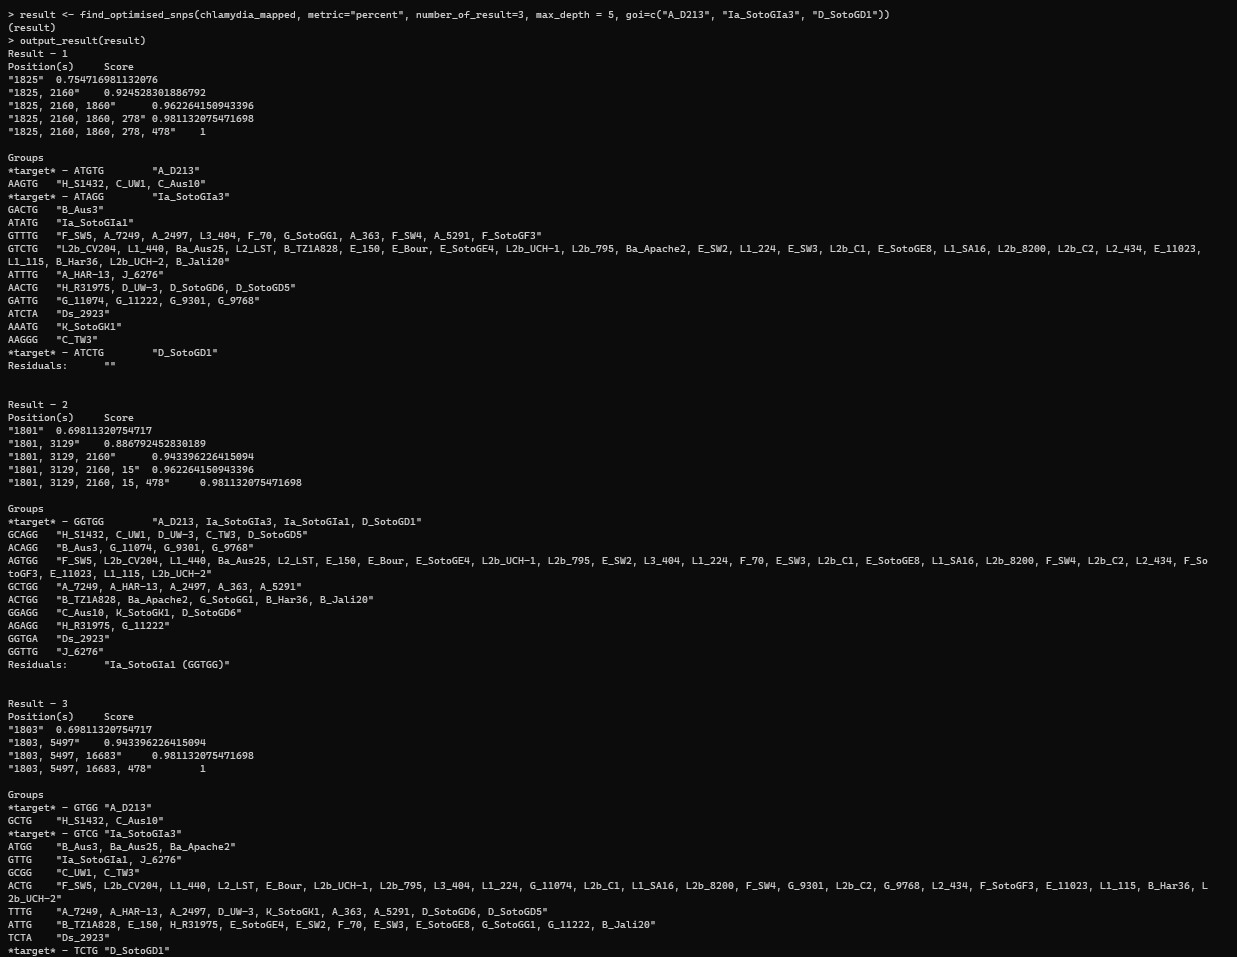 > result <- find_optimised_snps(chlamydia_mapped, metric="percent", number_of_result=3, max_depth = 5, goi=c("A_D213", "Ia_SotoGIa3", "D_SotoGD1"))
(result)
> output_result(result)
Result - 1
Position(s)	Score
"1825"	0.754716981132076
"1825, 2160"	0.924528301886792
"1825, 2160, 1860"	0.962264150943396
"1825, 2160, 1860, 278"	0.981132075471698
"1825, 2160, 1860, 278, 478"	1
Groups
*target* - ATGTG	"A_D213"
AAGTG	"H_S1432, C_UW1, C_Aus10"
*target* - ATAGG	"Ia_SotoGIa3"
GACTG	"B_Aus3"
ATATG	"Ia_SotoGIa1"
GTTTG	"F_SW5, A_7249, A_2497, L3_404, F_70, G_SotoGG1, A_363, F_SW4, A_5291, F_SotoGF3"
GTCTG	"L2b_CV204, L1_440, Ba_Aus25, L2_LST, B_TZ1A828, E_150, E_Bour, E_SotoGE4, L2b_UCH-1, L2b_795, Ba_Apache2, E_SW2, L1_224, E_SW3, L2b_C1, E_SotoGE8, L1_SA16, L2b_8200, L2b_C2, L2_434, E_11023,
L1_115, B_Har36, L2b_UCH-2, B_Jali20"
ATTTG	"A_HAR-13, J_6276"
AACTG	"H_R31975, D_UW-3, D_SotoGD6, D_SotoGD5"
GATTG	"G_11074, G_11222, G_9301, G_9768"
ATCTA	"Ds_2923"
AAATG	"K_SotoGK1"
AAGGG	"C_TW3"
*target* - ATCTG	"D_SotoGD1"
Residuals:	""
Result - 2
Position(s)	Score
"1801"	0.69811320754717
"1801, 3129"	0.886792452830189
"1801, 3129, 2160"	0.943396226415094
"1801, 3129, 2160, 15"	0.962264150943396
"1801, 3129, 2160, 15, 478"	0.981132075471698
Groups
*target* - GGTGG	"A_D213, Ia_SotoGIa3, Ia_SotoGIa1, D_SotoGD1"
GCAGG	"H_S1432, C_UW1, D_UW-3, C_TW3, D_SotoGD5"
ACAGG	"B_Aus3, G_11074, G_9301, G_9768"
AGTGG	"F_SW5, L2b_CV204, L1_440, Ba_Aus25, L2_LST, E_150, E_Bour, E_SotoGE4, L2b_UCH-1, L2b_795, E_SW2, L3_404, L1_224, F_70, E_SW3, L2b_C1, E_SotoGE8, L1_SA16, L2b_8200, F_SW4, L2b_C2, L2_434, F_So
toGF3, E_11023, L1_115, L2b_UCH-2"
GCTGG	"A_7249, A_HAR-13, A_2497, A_363, A_5291"
ACTGG	"B_TZ1A828, Ba_Apache2, G_SotoGG1, B_Har36, B_Jali20"
GGAGG	"C_Aus10, K_SotoGK1, D_SotoGD6"
AGAGG	"H_R31975, G_11222"
GGTGA	"Ds_2923"
GGTTG	"J_6276"
Residuals:	"Ia_SotoGIa1 (GGTGG)"
Result - 3
Position(s)	Score
"1803"	0.69811320754717
"1803, 5497"	0.943396226415094
"1803, 5497, 16683"	0.981132075471698
"1803, 5497, 16683, 478"	1
Groups
*target* - GTGG	"A_D213"
GCTG	"H_S1432, C_Aus10"
*target* - GTCG	"Ia_SotoGIa3"
ATGG	"B_Aus3, Ba_Aus25, Ba_Apache2"
GTTG	"Ia_SotoGIa1, J_6276"
GCGG	"C_UW1, C_TW3"
ACTG	"F_SW5, L2b_CV204, L1_440, L2_LST, E_Bour, L2b_UCH-1, L2b_795, L3_404, L1_224, G_11074, L2b_C1, L1_SA16, L2b_8200, F_SW4, G_9301, L2b_C2, G_9768, L2_434, F_SotoGF3, E_11023, L1_115, B_Har36, L
2b_UCH-2"
TTTG	"A_7249, A_HAR-13, A_2497, D_UW-3, K_SotoGK1, A_363, A_5291, D_SotoGD6, D_SotoGD5"
ATTG	"B_TZ1A828, E_150, H_R31975, E_SotoGE4, E_SW2, F_70, E_SW3, E_SotoGE8, G_SotoGG1, G_11222, B_Jali20"
TCTA	"Ds_2923"
*target* - TCTG	"D_SotoGD1"